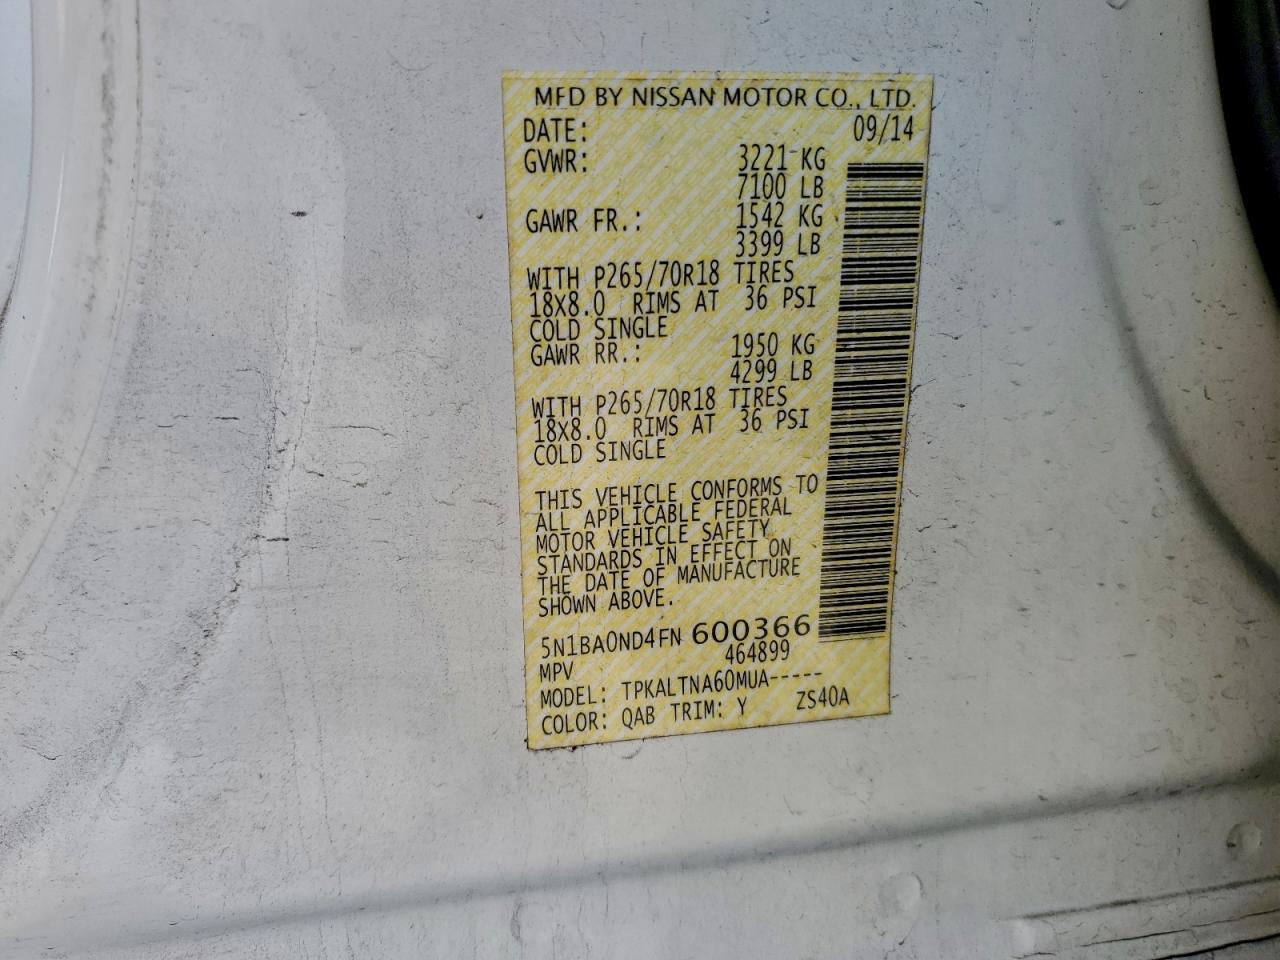 MFD BY NISSAN MOTOR CO., LTD.
DATE: 09/14
GVWR: 3221 KG
7100 LB
GAWR FR.: 1542 KG
3399 LB
WITH P265/70R18 TIRES
18X8.0 RIMS AT 36 PSI
COLD SINGLE
GAWR RR.: 1950 KG
4299 LB
WITH P265/70R18 TIRES
18X8.0 RIMS AT 36 PSI
COLD SINGLE
THIS VEHICLE CONFORMS TO
ALL APPLICABLE FEDERAL
MOTOR VEHICLE SAFETY
STANDARDS IN EFFECT ON
THE DATE OF MANUFACTURE
SHOWN ABOVE.
5N1BA0ND4FN 600366
MPV 464899
MODEL: TPKALTNA60MUA-----
COLOR: QAB TRIM: Y ZS40A